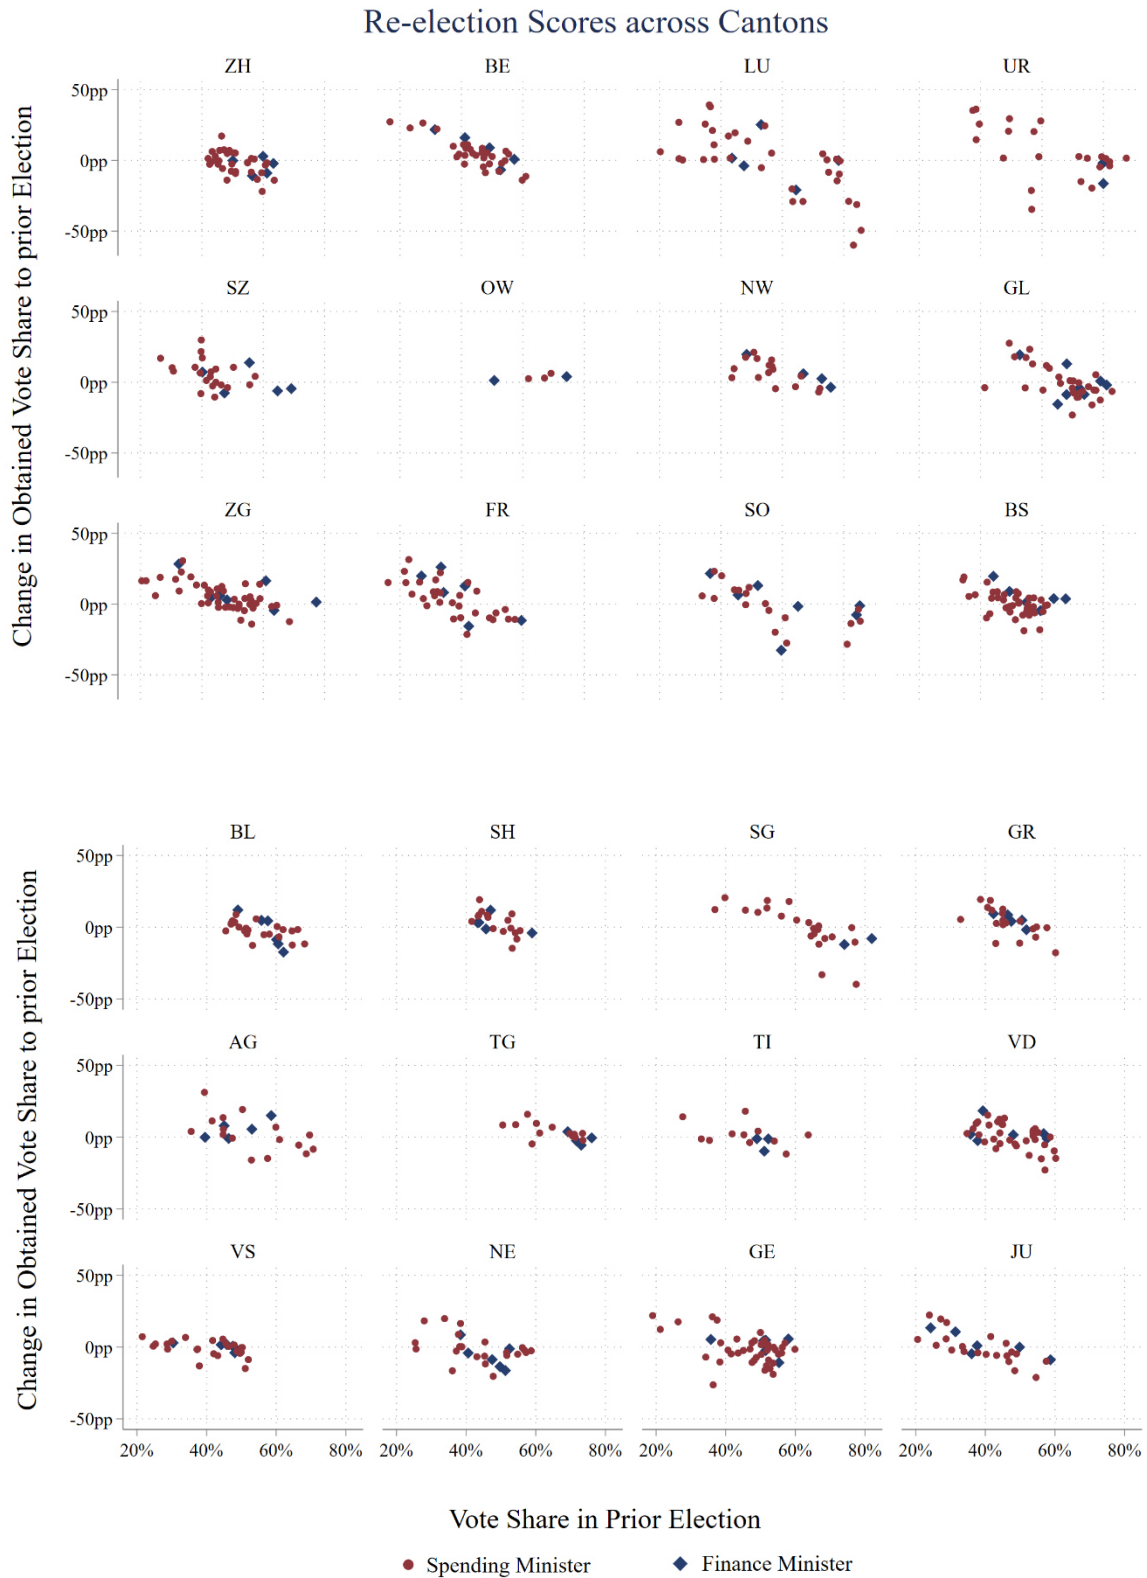 Re-election Scores across Cantons
Change in Obtained Vote Share to prior Election
ZH BE LU UR
50pp
0pp
-50pp
SZ OW NW GL
50pp
0pp
-50pp
ZG FR SO BS
50pp
0pp
-50pp
Change in Obtained Vote Share to prior Election
BL SH SG GR
50pp
0pp
-50pp
AG TG TI VD
50pp
0pp
-50pp
VS NE GE JU
50pp
0pp
-50pp
20% 40% 60% 80% 20% 40% 60% 80% 20% 40% 60% 80% 20% 40% 60% 80%
Vote Share in Prior Election
Spending Minister Finance Minister